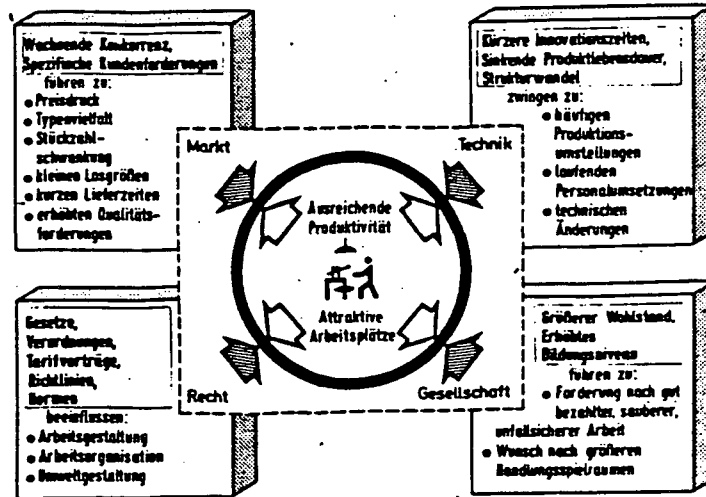 Wachsende Konkurrenz,
Spezifische Kundenforderungen
führen zu:
● Preisdruck
● Typenvielfalt
● Stückzahl-
schwankung
● kleinen Losgrößen
● kurzen Lieferzeiten
● erhöhten Qualitäts-
forderungen
Kürzere Innovationszeiten,
Sinkende Produktlebensdauer,
Strukturwandel
zwingen zu:
● häufigen
Produktions-
umstellungen
● laufenden
Personalumsetzungen
● technischen
Änderungen
Markt
Technik
Ausreichende
Produktivität
Attraktive
Arbeitsplätze
Recht
Gesellschaft
Gesetze,
Verordnungen,
Tarifverträge,
Richtlinien,
Normen
beeinflussen:
● Arbeitsgestaltung
● Arbeitsorganisation
● Umweltgestaltung
Größerer Wohlstand,
Erhöhtes
Bildungsniveau
führen zu:
● Forderung nach gut
bezahlter, sauberer,
unfallsicherer Arbeit
● Wunsch nach größeren
Handlungsspielräumen